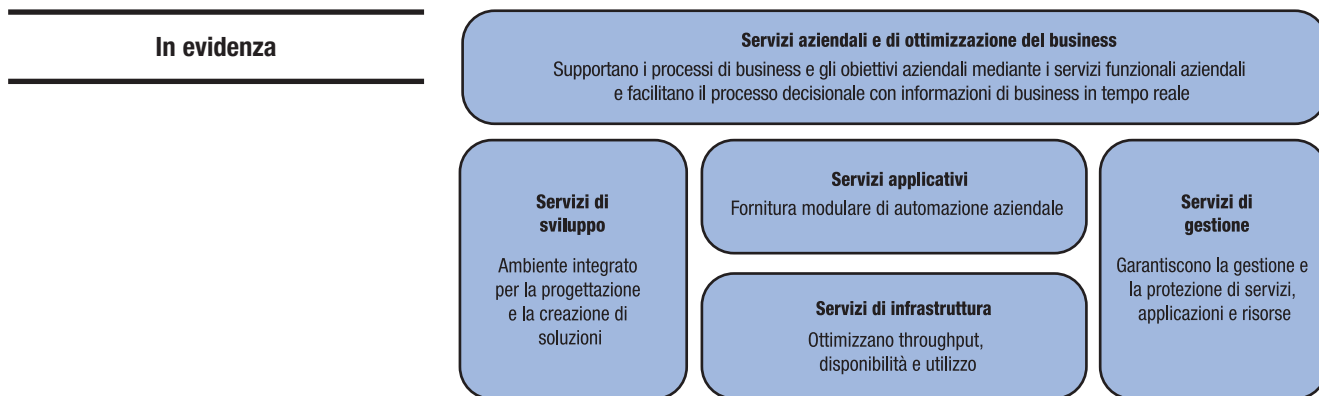 In evidenza
Servizi aziendali e di ottimizzazione del business
Supportano i processi di business e gli obiettivi aziendali mediante i servizi funzionali aziendali
e facilitano il processo decisionale con informazioni di business in tempo reale
Servizi di
sviluppo
Ambiente integrato
per la progettazione
e la creazione di
soluzioni
Servizi applicativi
Fornitura modulare di automazione aziendale
Servizi di infrastruttura
Ottimizzano throughput,
disponibilità e utilizzo
Servizi di
gestione
Garantiscono la gestione e
la protezione di servizi,
applicazioni e risorse